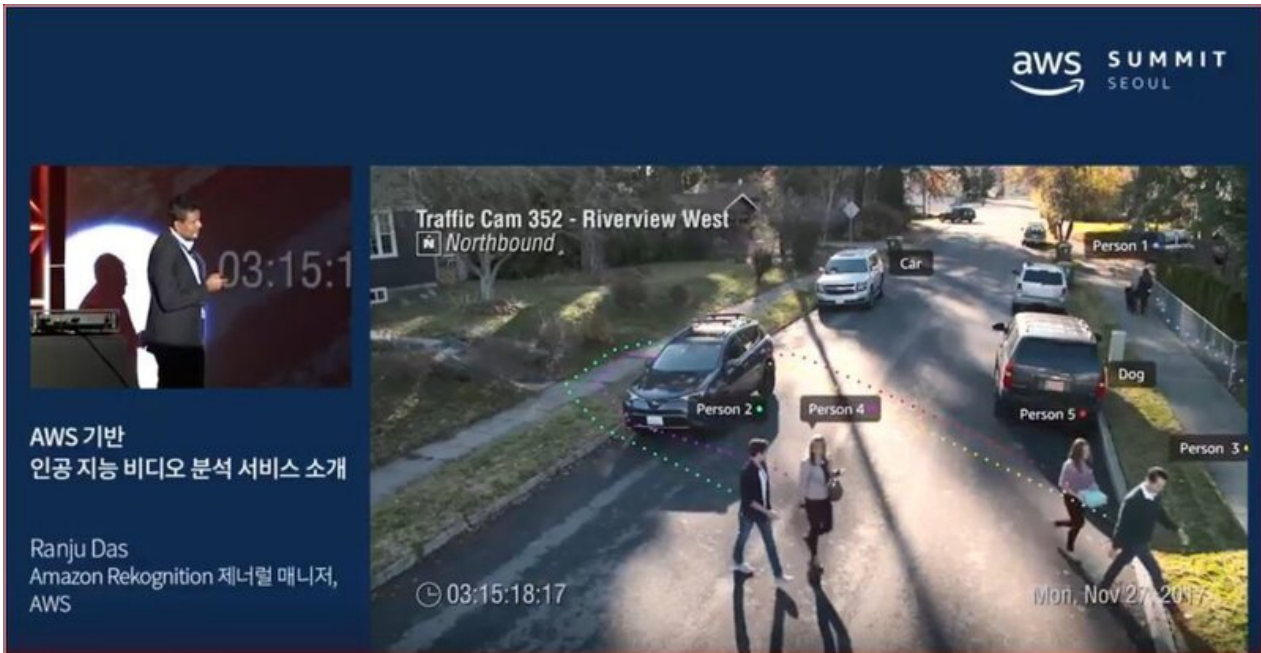 aws SUMMIT
SEOUL
03:15:1
Traffic Cam 352 - Riverview West
N Northbound
Person 1
Car
Dog
Person 2
Person 4
Person 5
Person 3
AWS 기반
인공 지능 비디오 분석 서비스 소개
Ranju Das
Amazon Rekognition 제너럴 매니저,
AWS
03:15:18:17
Mon, Nov 27, 2017